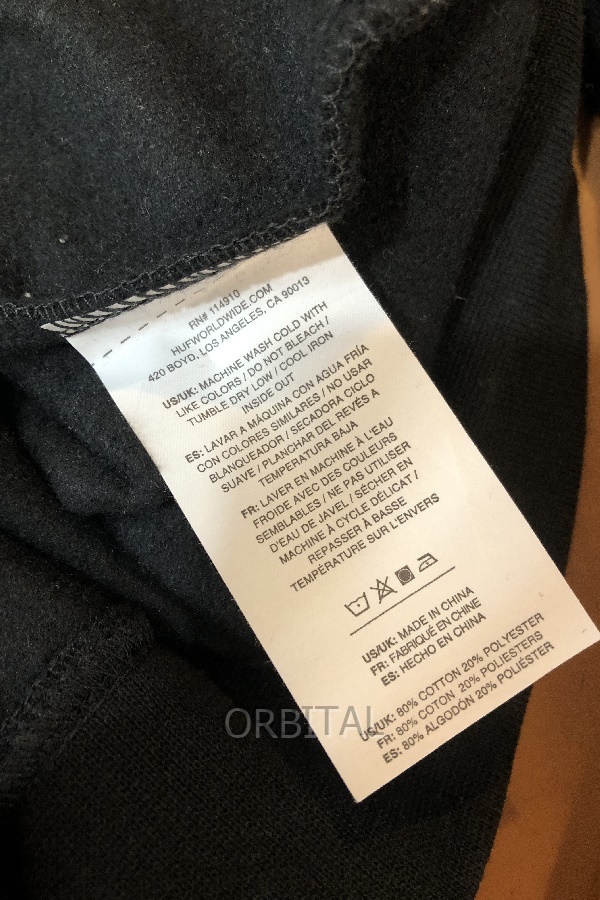 RN# 114910
HUFWORLDWIDE.COM
420 BOYD, LOS ANGELES, CA 90013
US/UK: MACHINE WASH COLD WITH
LIKE COLORS / DO NOT BLEACH /
TUMBLE DRY LOW / COOL IRON
INSIDE OUT
ES: LAVAR A MÁQUINA CON AGUA FRÍA
CON COLORES SIMILARES / NO USAR
BLANQUEADOR / SECADORA CICLO
SUAVE / PLANCHAR DEL REVÉS A
TEMPERATURA BAJA
FR: LAVER EN MACHINE À L'EAU
FROIDE AVEC DES COULEURS
SEMBLABLES / NE PAS UTILISER
D'EAU DE JAVEL / SÉCHER EN
MACHINE À CYCLE DÉLICAT /
REPASSER À BASSE
TEMPÉRATURE SUR L'ENVERS
US/UK: MADE IN CHINA
FR: FABRIQUÉ EN CHINE
ES: HECHO EN CHINA
US/UK: 80% COTTON 20% POLYESTER
FR: 80% COTON 20% POLIESTERS
ES: 80% ALGODÓN 20% POLIÉSTER
ORBITAL